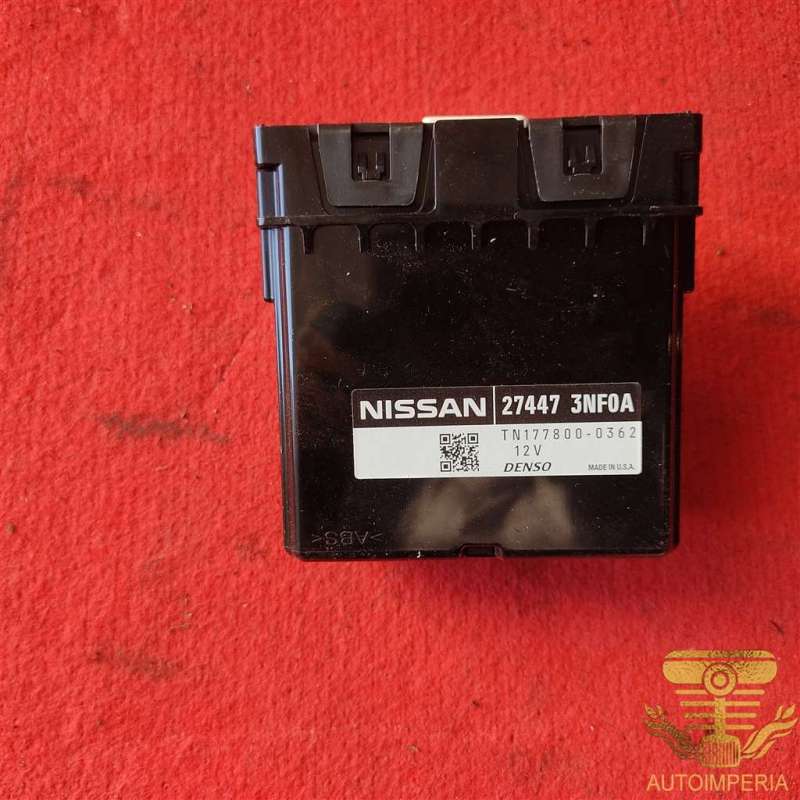 NISSAN 27447 3NF0A
TN177800-0362
12V
DENSO MADE IN U.S.A.
>ABS<
AUTOIMPERIA